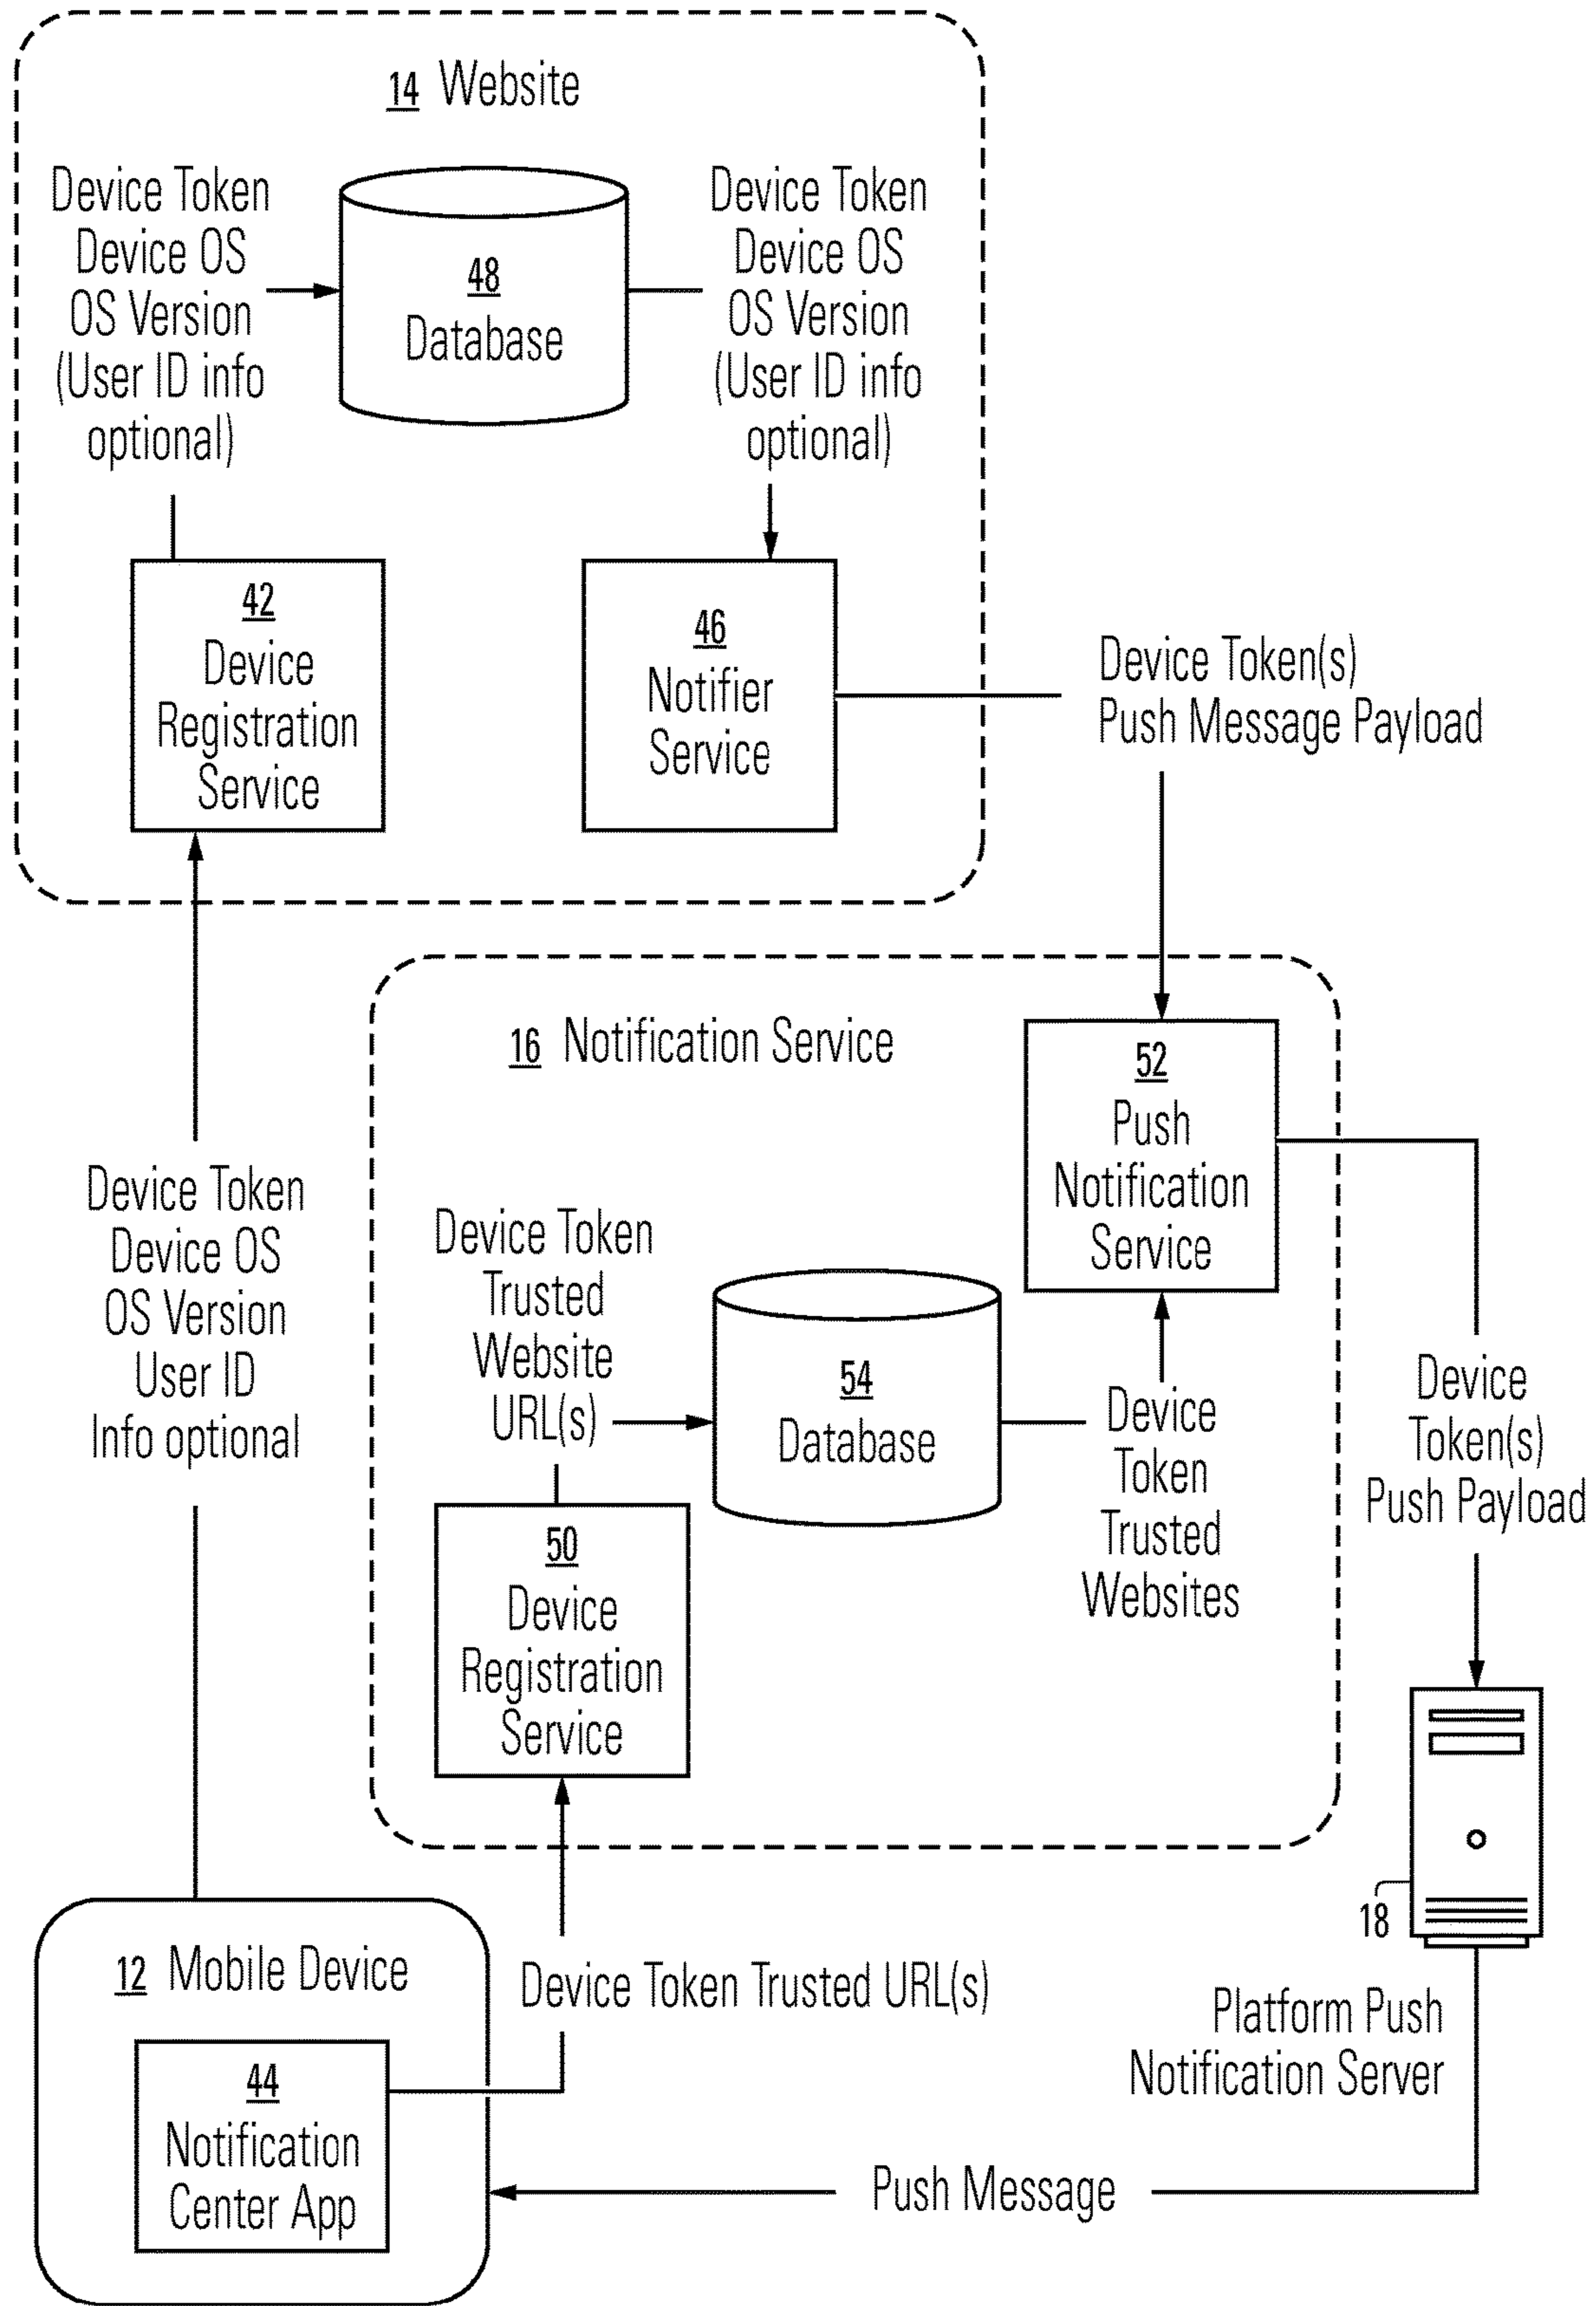 14 Website
Device Token
Device OS
OS Version
(User ID info
optional)
48
Database
Device Token
Device OS
OS Version
(User ID info
optional)
42
Device
Registration
Service
46
Notifier
Service
Device Token(s)
Push Message Payload
16 Notification Service
52
Push
Notification
Service
Device Token
Device OS
OS Version
User ID
Info optional
Device Token
Trusted
Website
URL(s)
54
Database
Device
Token
Trusted
Websites
Device
Token(s)
Push Payload
50
Device
Registration
Service
18
Platform Push
Notification Server
12 Mobile Device
Device Token Trusted URL(s)
44
Notification
Center App
Push Message